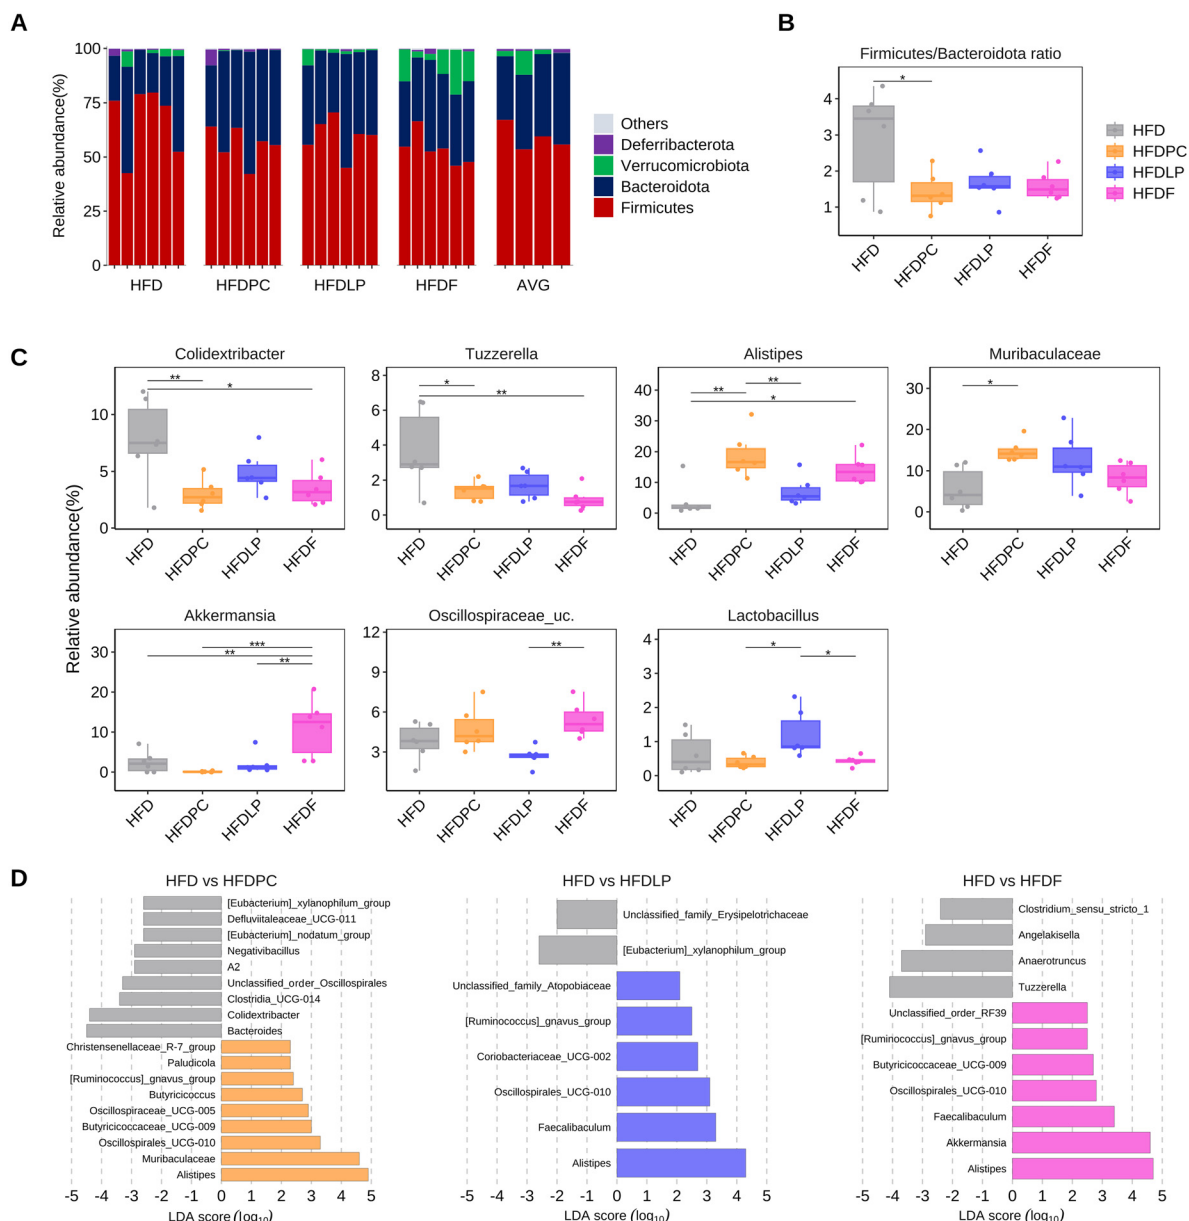 A
100
75
50
25
0
Relative abundance(%)
HFD
HFDPC
HFDLP
HFDF
AVG
Others
Deferribacterota
Verrucomicrobiota
Bacteroidota
Firmicutes
B
Firmicutes/Bacteroidota ratio
*
4
3
2
1
HFD
HFDPC
HFDLP
HFDF
HFD
HFDPC
HFDLP
HFDF
C
Relative abundance(%)
Colidextribacter
**
*
10
5
0
HFD
HFDPC
HFDLP
HFDF
Tuzzerella
*
**
8
6
4
2
0
HFD
HFDPC
HFDLP
HFDF
Alistipes
**
**
*
40
30
20
10
0
HFD
HFDPC
HFDLP
HFDF
Muribaculaceae
*
30
20
10
0
HFD
HFDPC
HFDLP
HFDF
Akkermansia
***
**
**
30
20
10
0
HFD
HFDPC
HFDLP
HFDF
Oscillospiraceae_uc.
**
12
9
6
3
HFD
HFDPC
HFDLP
HFDF
Lactobacillus
*
*
4
3
2
1
0
HFD
HFDPC
HFDLP
HFDF
D
HFD vs HFDPC
[Eubacterium]_xylanophilum_group
Defluviitaleaceae_UCG-011
[Eubacterium]_nodatum_group
Negativibacillus
A2
Unclassified_order_Oscillospirales
Clostridia_UCG-014
Colidextribacter
Bacteroides
Christensenellaceae_R-7_group
Paludicola
[Ruminococcus]_gnavus_group
Butyricicoccus
Oscillospiraceae_UCG-005
Butyricicoccaceae_UCG-009
Oscillospirales_UCG-010
Muribaculaceae
Alistipes
-5 -4 -3 -2 -1 0 1 2 3 4 5
LDA score (log10)
HFD vs HFDLP
Unclassified_family_Erysipelotrichaceae
[Eubacterium]_xylanophilum_group
Unclassified_family_Atopobiaceae
[Ruminococcus]_gnavus_group
Coriobacteriaceae_UCG-002
Oscillospirales_UCG-010
Faecalibaculum
Alistipes
-5 -4 -3 -2 -1 0 1 2 3 4 5
LDA score (log10)
HFD vs HFDF
Clostridium_sensu_stricto_1
Angelakisella
Anaerotruncus
Tuzzerella
Unclassified_order_RF39
[Ruminococcus]_gnavus_group
Butyricicoccaceae_UCG-009
Oscillospirales_UCG-010
Faecalibaculum
Akkermansia
Alistipes
-5 -4 -3 -2 -1 0 1 2 3 4 5
LDA score (log10)